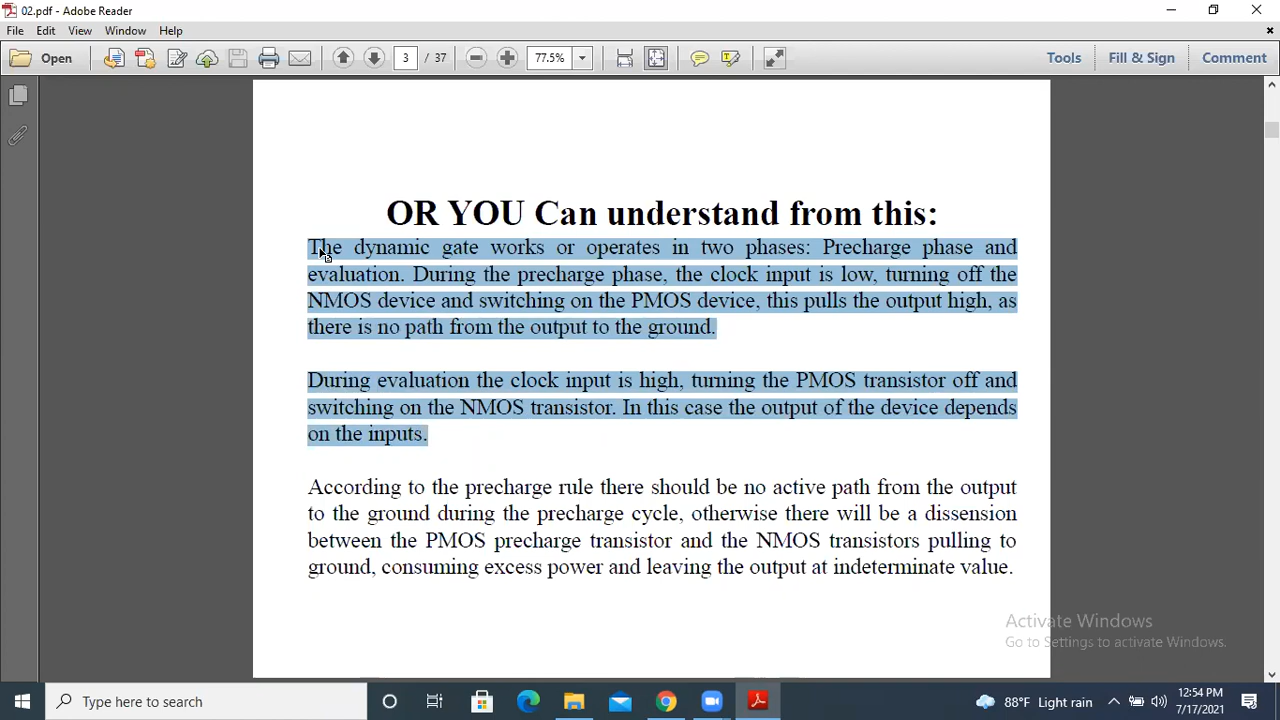 02.pdf - Adobe Reader
File Edit View Window Help
Open 3 / 37 77.5% Tools Fill & Sign Comment
OR YOU Can understand from this:
The dynamic gate works or operates in two phases: Precharge phase and
evaluation. During the precharge phase, the clock input is low, turning off the
NMOS device and switching on the PMOS device, this pulls the output high, as
there is no path from the output to the ground.
During evaluation the clock input is high, turning the PMOS transistor off and
switching on the NMOS transistor. In this case the output of the device depends
on the inputs.
According to the precharge rule there should be no active path from the output
to the ground during the precharge cycle, otherwise there will be a dissension
between the PMOS precharge transistor and the NMOS transistors pulling to
ground, consuming excess power and leaving the output at indeterminate value.
Activate Windows
Go to Settings to activate Windows.
Type here to search
88°F Light rain
12:54 PM
7/17/2021